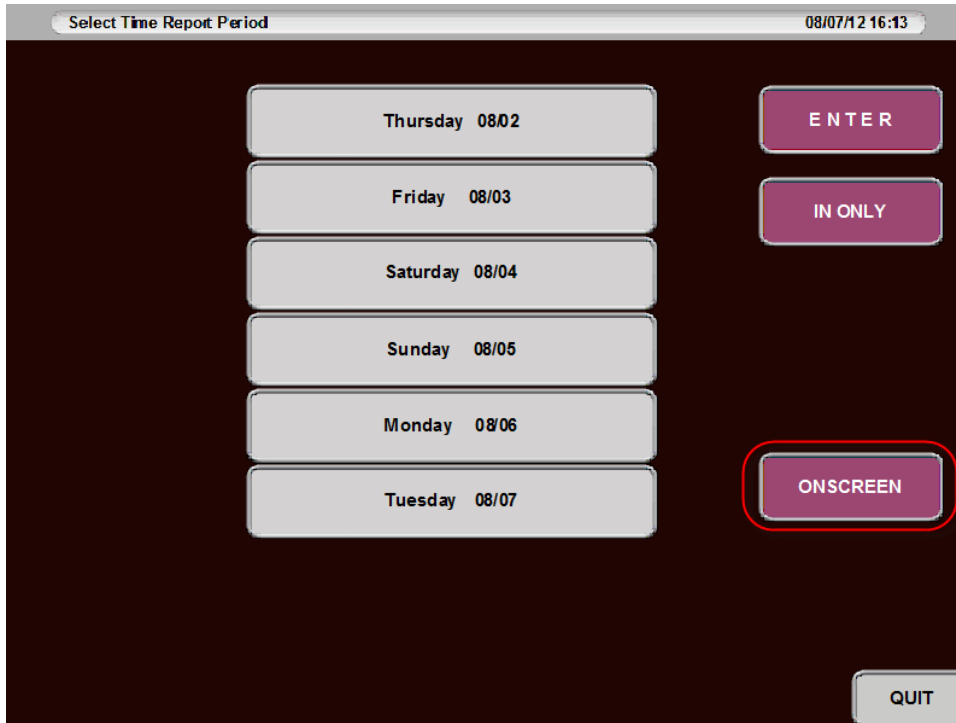 Select Time Report Period 08/07/12 16:13
Thursday 08/02
ENTER
Friday 08/03
IN ONLY
Saturday 08/04
Sunday 08/05
Monday 08/06
Tuesday 08/07
ONSCREEN
QUIT